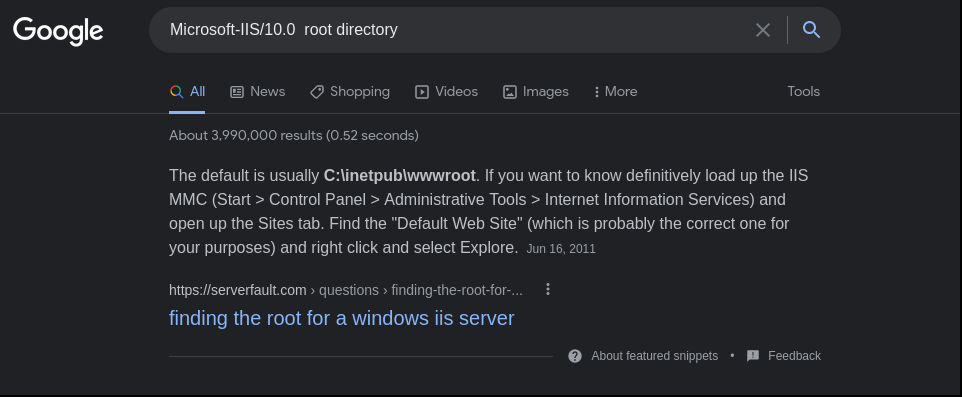 Google
Microsoft-IIS/10.0  root directory
All News Shopping Videos Images More Tools
About 3,990,000 results (0.52 seconds)
The default is usually C:\inetpub\wwwroot. If you want to know definitively load up the IIS
MMC (Start > Control Panel > Administrative Tools > Internet Information Services) and
open up the Sites tab. Find the "Default Web Site" (which is probably the correct one for
your purposes) and right click and select Explore. Jun 16, 2011
https://serverfault.com › questions › finding-the-root-for-...
finding the root for a windows iis server
About featured snippets • Feedback